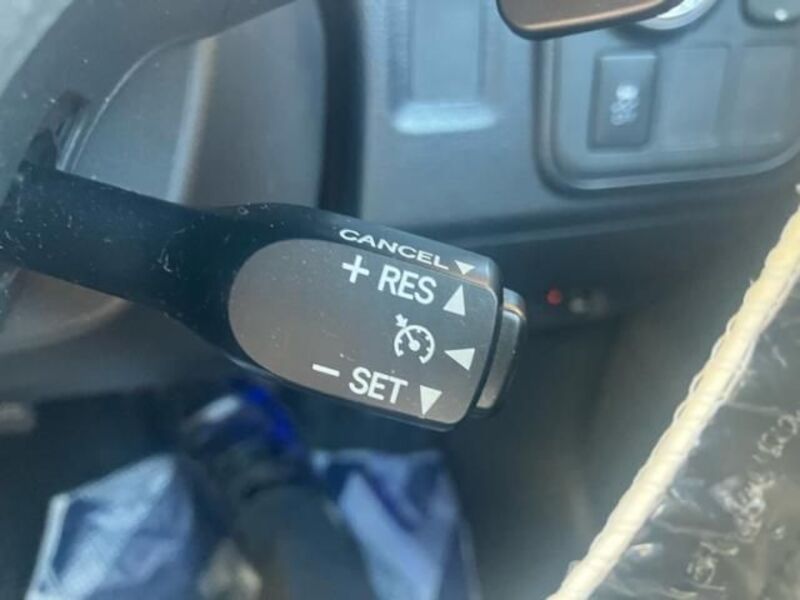 CANCEL
+ RES
- SET